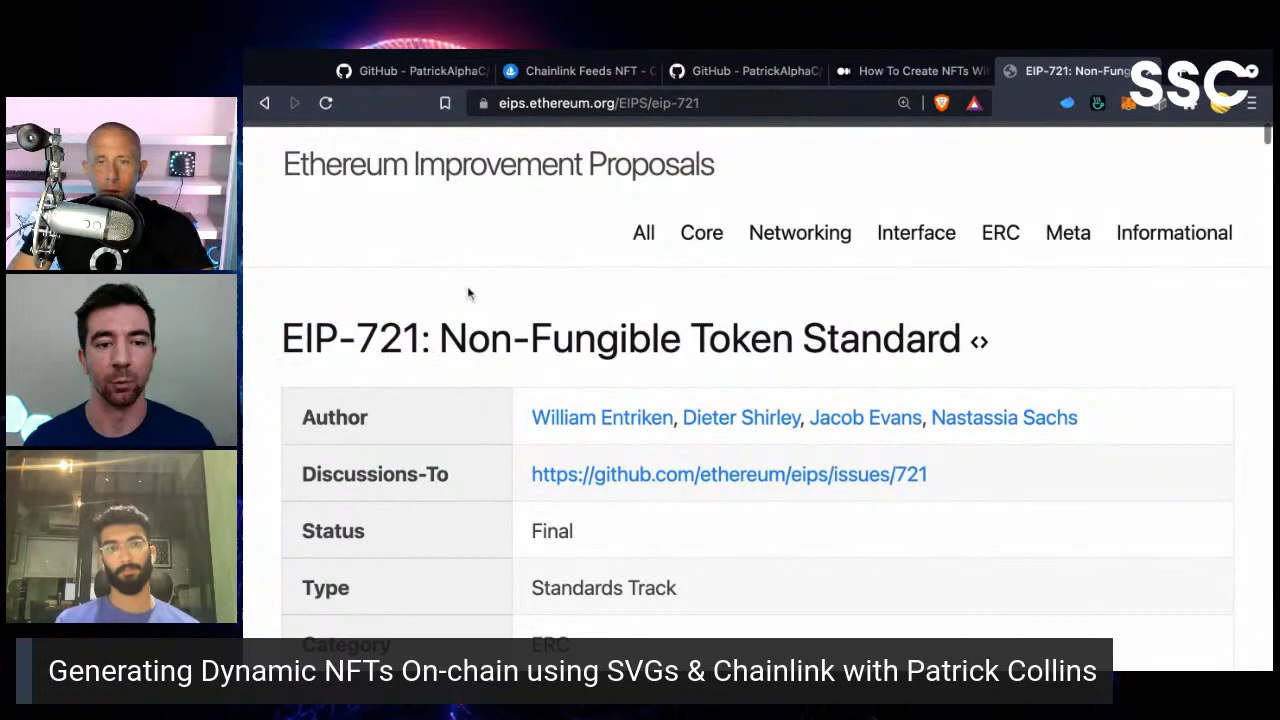 GitHub - PatrickAlphaC/
Chainlink Feeds NFT - C
GitHub - PatrickAlphaC/
How To Create NFTs Wit
EIP-721: Non-Fung
SSC
eips.ethereum.org/EIPS/eip-721
Ethereum Improvement Proposals
All Core Networking Interface ERC Meta Informational
EIP-721: Non-Fungible Token Standard <>
Author William Entriken, Dieter Shirley, Jacob Evans, Nastassia Sachs
Discussions-To https://github.com/ethereum/eips/issues/721
Status Final
Type Standards Track
Category ERC
Generating Dynamic NFTs On-chain using SVGs & Chainlink with Patrick Collins